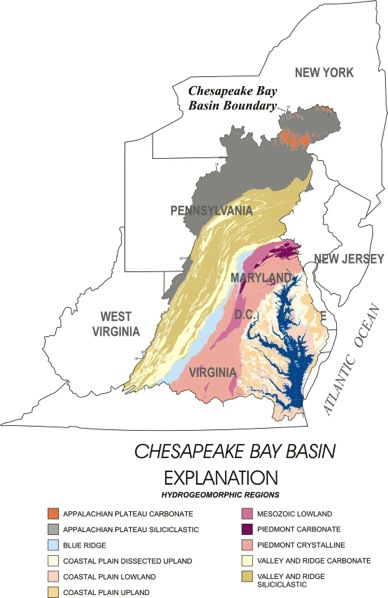 NEW YORK
Chesapeake Bay
Basin Boundary
PENNSYLVANIA
NEW JERSEY
MARYLAND
WEST
VIRGINIA
D.C.
E
VIRGINIA
ATLANTIC OCEAN
CHESAPEAKE BAY BASIN
EXPLANATION
HYDROGEOMORPHIC REGIONS
APPALACHIAN PLATEAU CARBONATE
APPALACHIAN PLATEAU SILICICLASTIC
BLUE RIDGE
COASTAL PLAIN DISSECTED UPLAND
COASTAL PLAIN LOWLAND
COASTAL PLAIN UPLAND
MESOZOIC LOWLAND
PIEDMONT CARBONATE
PIEDMONT CRYSTALLINE
VALLEY AND RIDGE CARBONATE
VALLEY AND RIDGE
SILICICLASTIC